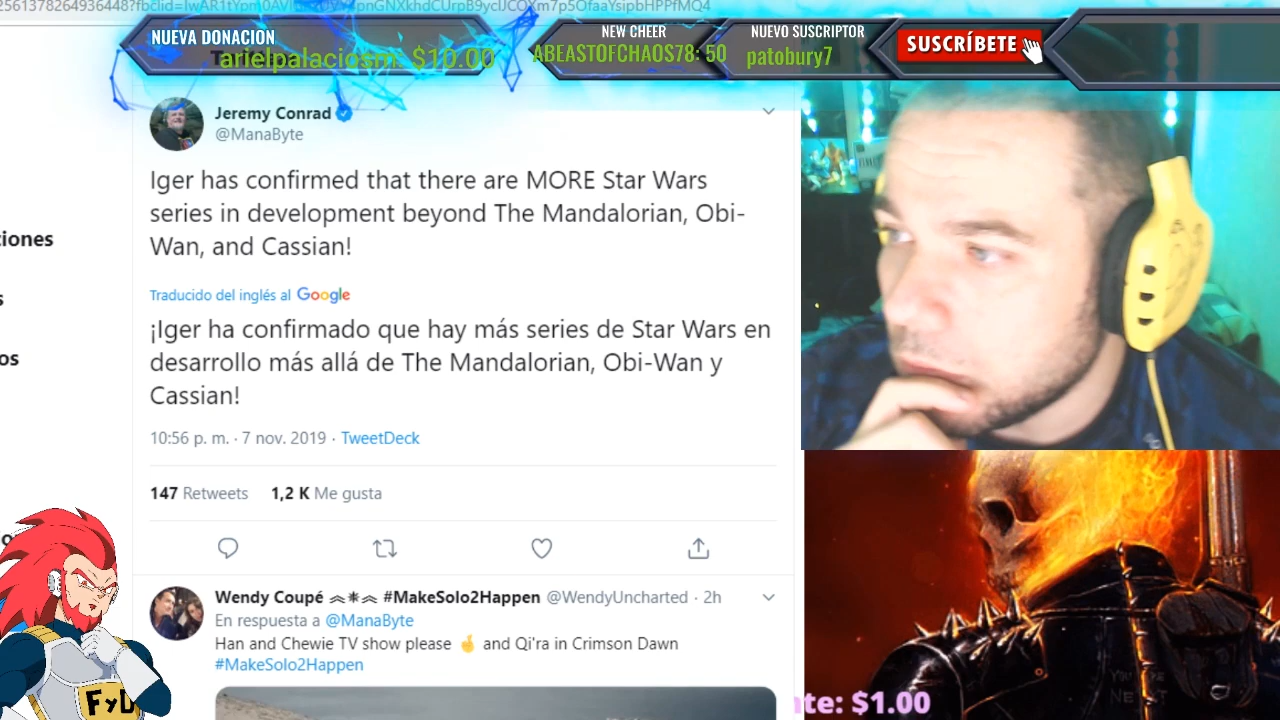 NUEVA DONACION
arielpalaciosm: $10.00
NEW CHEER
ABEASTOFCHAOS78: 50
NUEVO SUSCRIPTOR
patobury7
SUSCRÍBETE
Jeremy Conrad
@ManaByte
Iger has confirmed that there are MORE Star Wars
series in development beyond The Mandalorian, Obi-
Wan, and Cassian!
Traducido del inglés al Google
¡Iger ha confirmado que hay más series de Star Wars en
desarrollo más allá de The Mandalorian, Obi-Wan y
Cassian!
10:56 p. m. · 7 nov. 2019 · TweetDeck
147 Retweets 1,2 K Me gusta
Wendy Coupé #MakeSolo2Happen @WendyUncharted · 2h
En respuesta a @ManaByte
Han and Chewie TV show please 🤞 and Qi'ra in Crimson Dawn
#MakeSolo2Happen
FyD
nte: $1.00